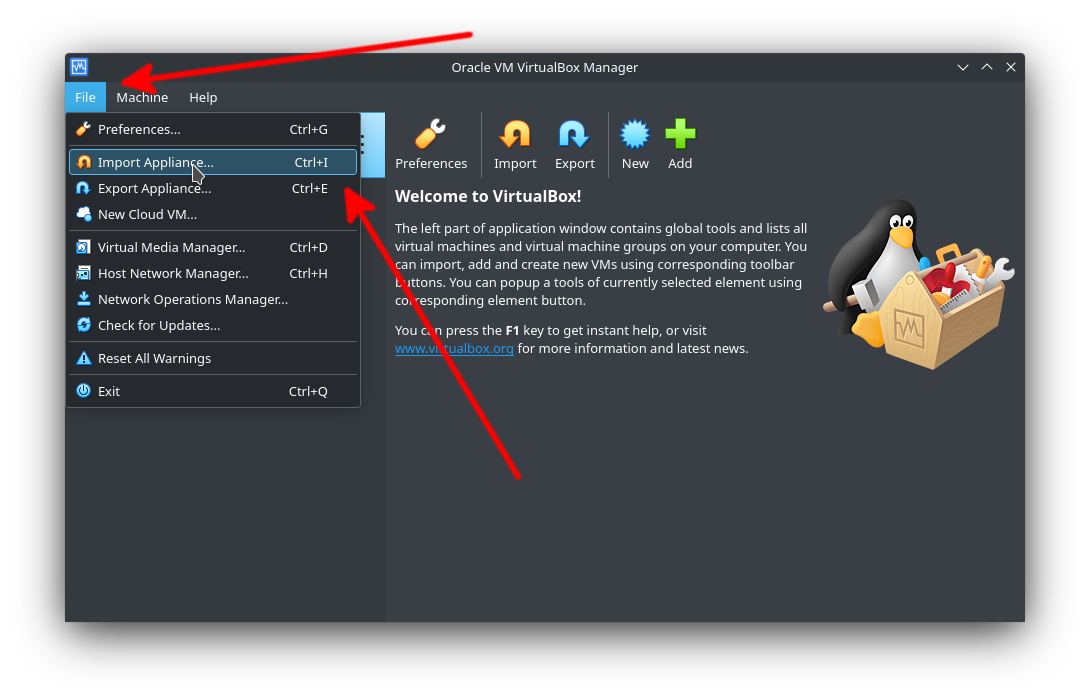 Oracle VM VirtualBox Manager
File Machine Help
Preferences... Ctrl+G
Import Appliance... Ctrl+I
Export Appliance... Ctrl+E
New Cloud VM...
Virtual Media Manager... Ctrl+D
Host Network Manager... Ctrl+H
Network Operations Manager...
Check for Updates...
Reset All Warnings
Exit Ctrl+Q
Preferences Import Export New Add
Welcome to VirtualBox!
The left part of application window contains global tools and lists all
virtual machines and virtual machine groups on your computer. You
can import, add and create new VMs using corresponding toolbar
buttons. You can popup a tools of currently selected element using
corresponding element button.
You can press the F1 key to get instant help, or visit
www.virtualbox.org for more information and latest news.